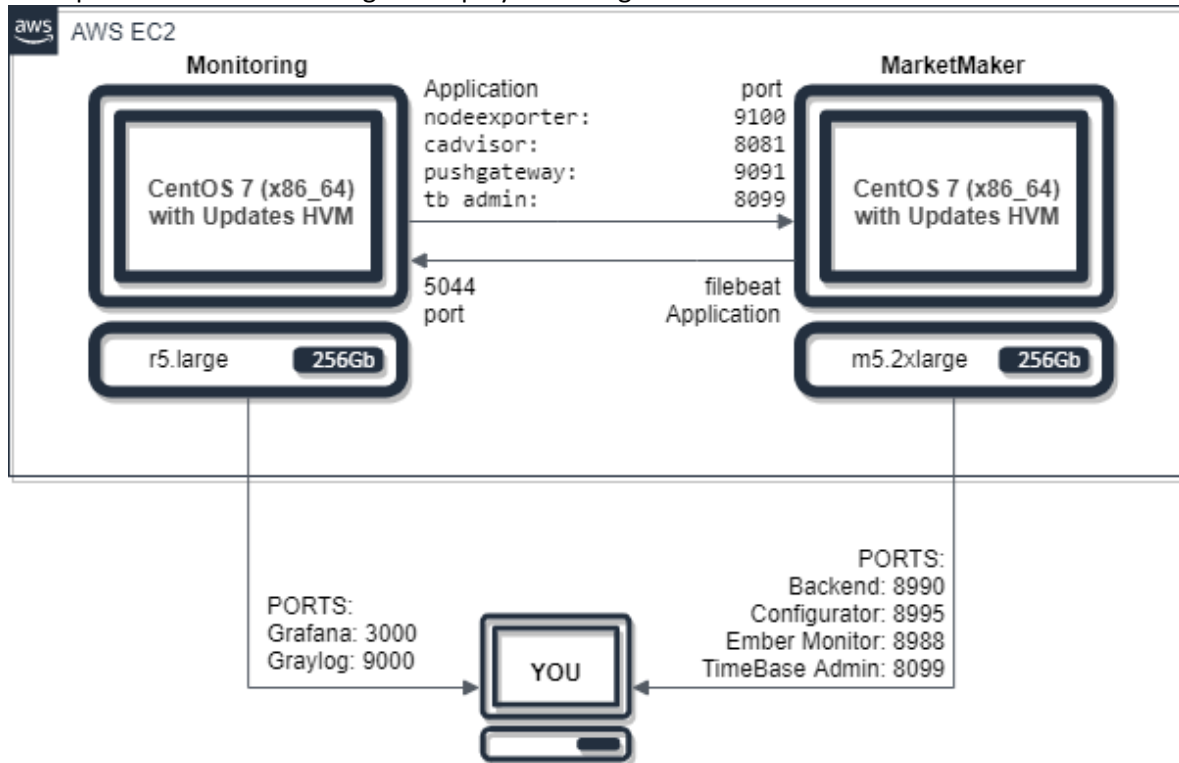 aws AWS EC2
Monitoring
MarketMaker
Application port
nodeexporter: 9100
cadvisor: 8081
pushgateway: 9091
tb admin: 8099
CentOS 7 (x86_64)
with Updates HVM
CentOS 7 (x86_64)
with Updates HVM
5044 filebeat
port Application
r5.large 256Gb
m5.2xlarge 256Gb
PORTS:
Grafana: 3000
Graylog: 9000
PORTS:
Backend: 8990
Configurator: 8995
Ember Monitor: 8988
TimeBase Admin: 8099
YOU